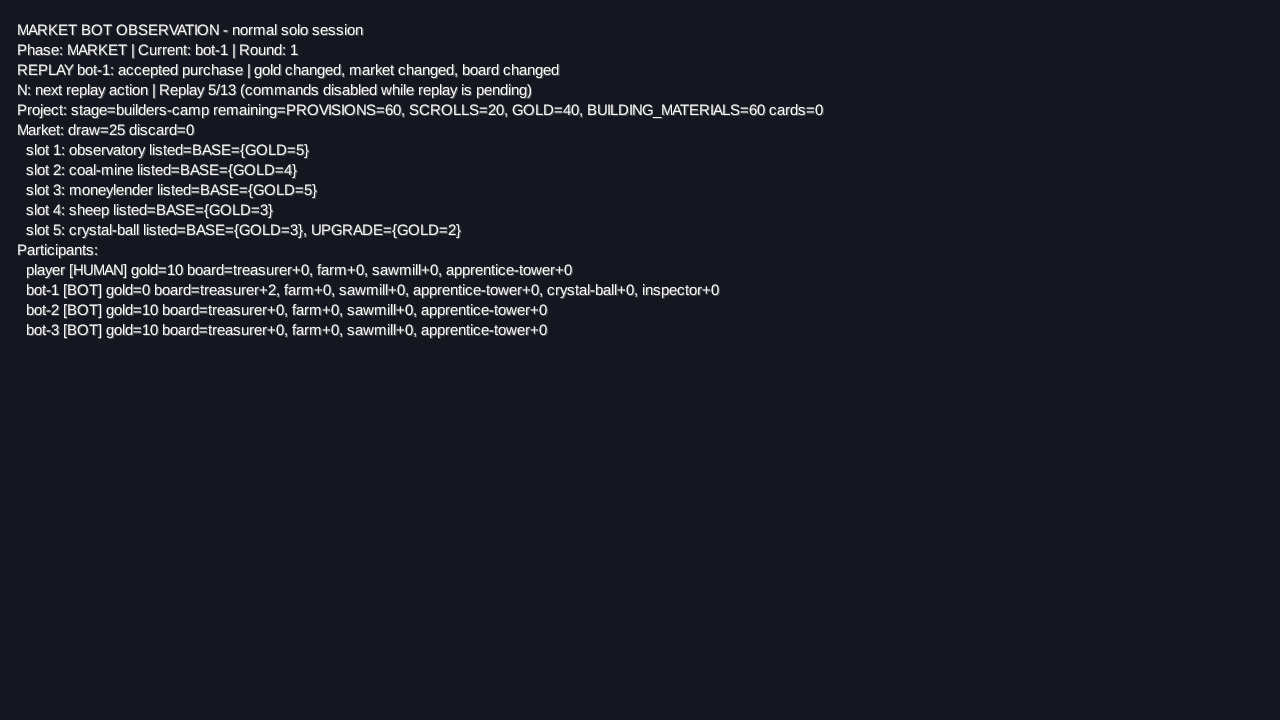 MARKET BOT OBSERVATION - normal solo session
Phase: MARKET | Current: bot-1 | Round: 1
REPLAY bot-1: accepted purchase | gold changed, market changed, board changed
N: next replay action | Replay 5/13 (commands disabled while replay is pending)
Project: stage=builders-camp remaining=PROVISIONS=60, SCROLLS=20, GOLD=40, BUILDING_MATERIALS=60 cards=0
Market: draw=25 discard=0
slot 1: observatory listed=BASE={GOLD=5}
slot 2: coal-mine listed=BASE={GOLD=4}
slot 3: moneylender listed=BASE={GOLD=5}
slot 4: sheep listed=BASE={GOLD=3}
slot 5: crystal-ball listed=BASE={GOLD=3}, UPGRADE={GOLD=2}
Participants:
player [HUMAN] gold=10 board=treasurer+0, farm+0, sawmill+0, apprentice-tower+0
bot-1 [BOT] gold=0 board=treasurer+2, farm+0, sawmill+0, apprentice-tower+0, crystal-ball+0, inspector+0
bot-2 [BOT] gold=10 board=treasurer+0, farm+0, sawmill+0, apprentice-tower+0
bot-3 [BOT] gold=10 board=treasurer+0, farm+0, sawmill+0, apprentice-tower+0